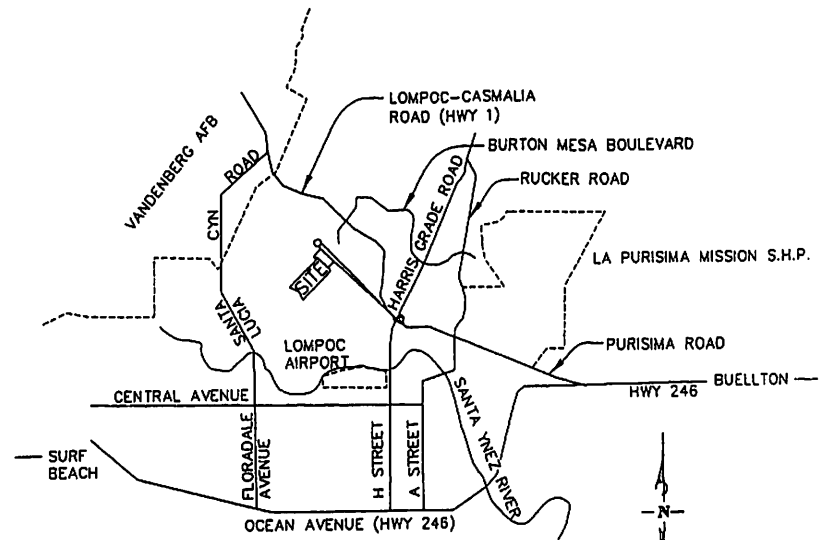 LOMPOC-CASMALIA
ROAD (HWY 1)
BURTON MESA BOULEVARD
RUCKER ROAD
VANDENBERG AFB
CYN ROAD
HARRIS GRADE ROAD
LA PURISIMA MISSION S.H.P.
SITE
SANTA
LUCIA
LOMPOC
AIRPORT
PURISIMA ROAD
BUELLTON
HWY 246
CENTRAL AVENUE
SANTA YNEZ RIVER
SURF
BEACH
FLORADALE
AVENUE
H STREET
A STREET
OCEAN AVENUE (HWY 246)
N